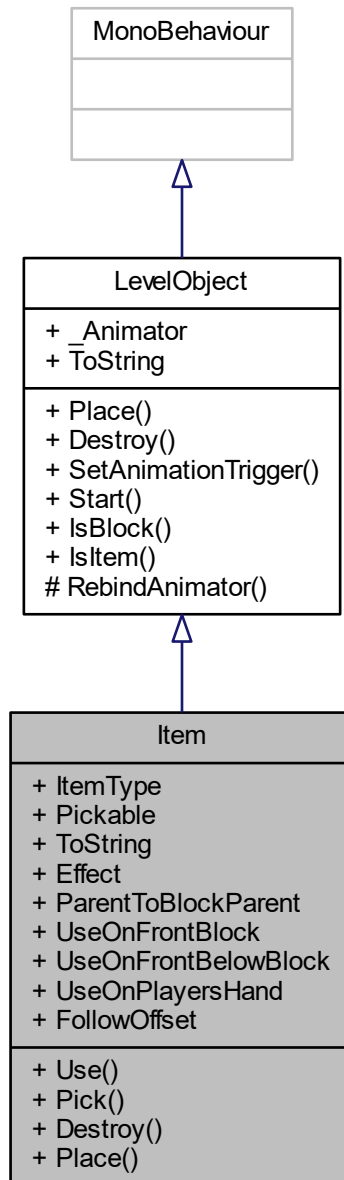 MonoBehaviour
LevelObject
+ _Animator
+ ToString
+ Place()
+ Destroy()
+ SetAnimationTrigger()
+ Start()
+ IsBlock()
+ IsItem()
# RebindAnimator()
Item
+ ItemType
+ Pickable
+ ToString
+ Effect
+ ParentToBlockParent
+ UseOnFrontBlock
+ UseOnFrontBelowBlock
+ UseOnPlayersHand
+ FollowOffset
+ Use()
+ Pick()
+ Destroy()
+ Place()